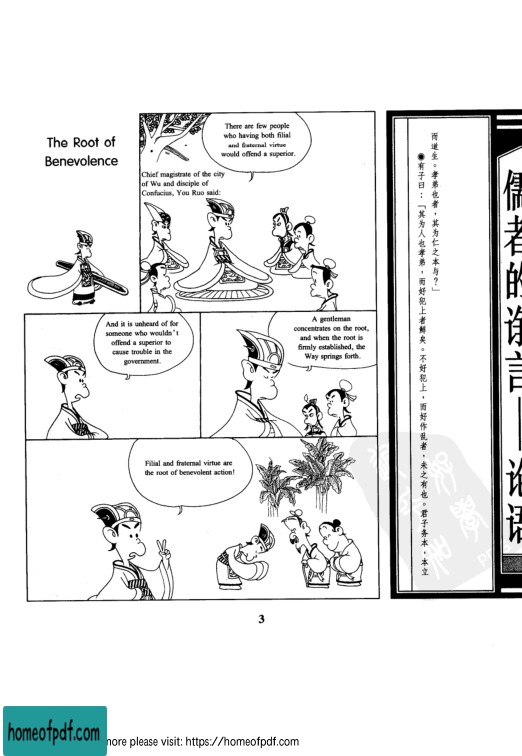 The Root of
Benevolence
There are few people
who having both filial
and fraternal virtue
would offend a superior.
Chief magistrate of the city
of Wu and disciple of
Confucius, You Ruo said:
And it is unheard of for
someone who wouldn't
offend a superior to
cause trouble in the
government.
A gentleman
concentrates on the root,
and when the root is
firmly established, the
Way springs forth.
Filial and fraternal virtue are
the root of benevolent action!
儒者的诤言——论语
◉有子曰:「其为人也孝弟,而好犯上者鲜矣。不好犯上,而好作乱者,未之有也。君子务本,本立
而道生。孝弟也者,其为仁之本与?」
3
homeofpdf.com
more please visit: https://homeofpdf.com